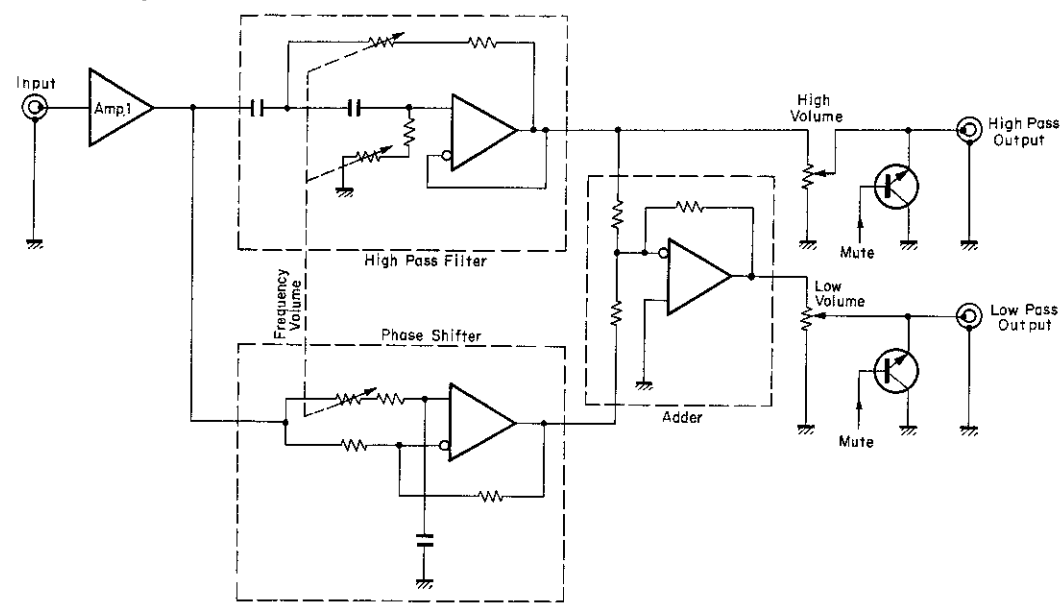 Input
Amp.1
High Pass Filter
Frequency
Volume
Phase Shifter
Adder
High
Volume
High Pass
Output
Mute
Low
Volume
Low Pass
Output
Mute